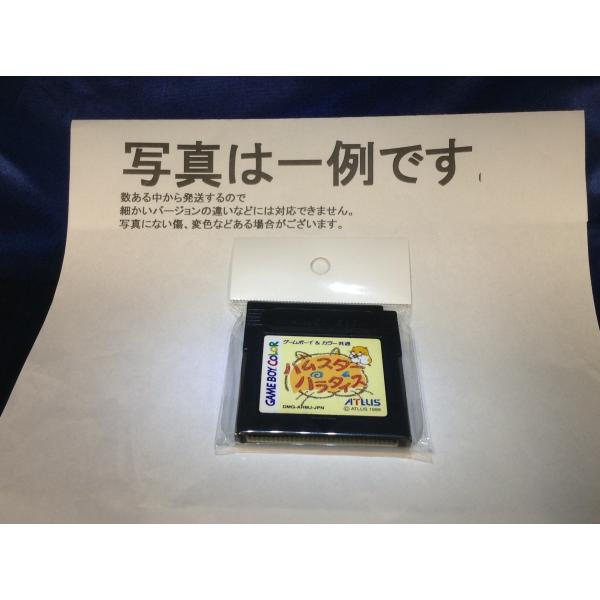 写真は一例です。
数ある中から発送するので
細かいバージョンの違いなどには対応できません。
写真にない傷、変色などある場合がございます。
ゲームボーイ & カラー共通
GAME BOY COLOR
ハムスター
パラダイス
DMG-AHMJ-JPN
ATLUS
© ATLUS 1999